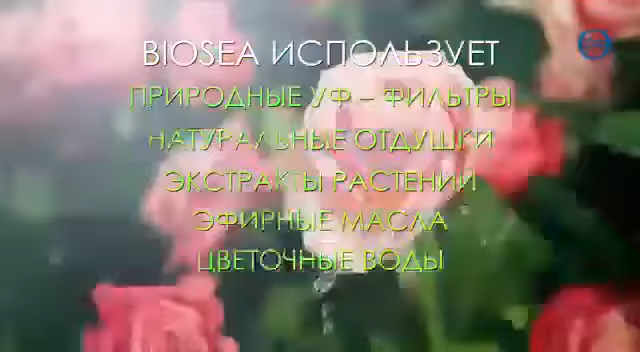 BIOSEA ИСПОЛЬЗУЕТ
ПРИРОДНЫЕ УФ – ФИЛЬТРЫ
НАТУРАЛЬНЫЕ ОТДУШКИ
ЭКСТРАКТЫ РАСТЕНИЙ
ЭФИРНЫЕ МАСЛА
ЦВЕТОЧНЫЕ ВОДЫ